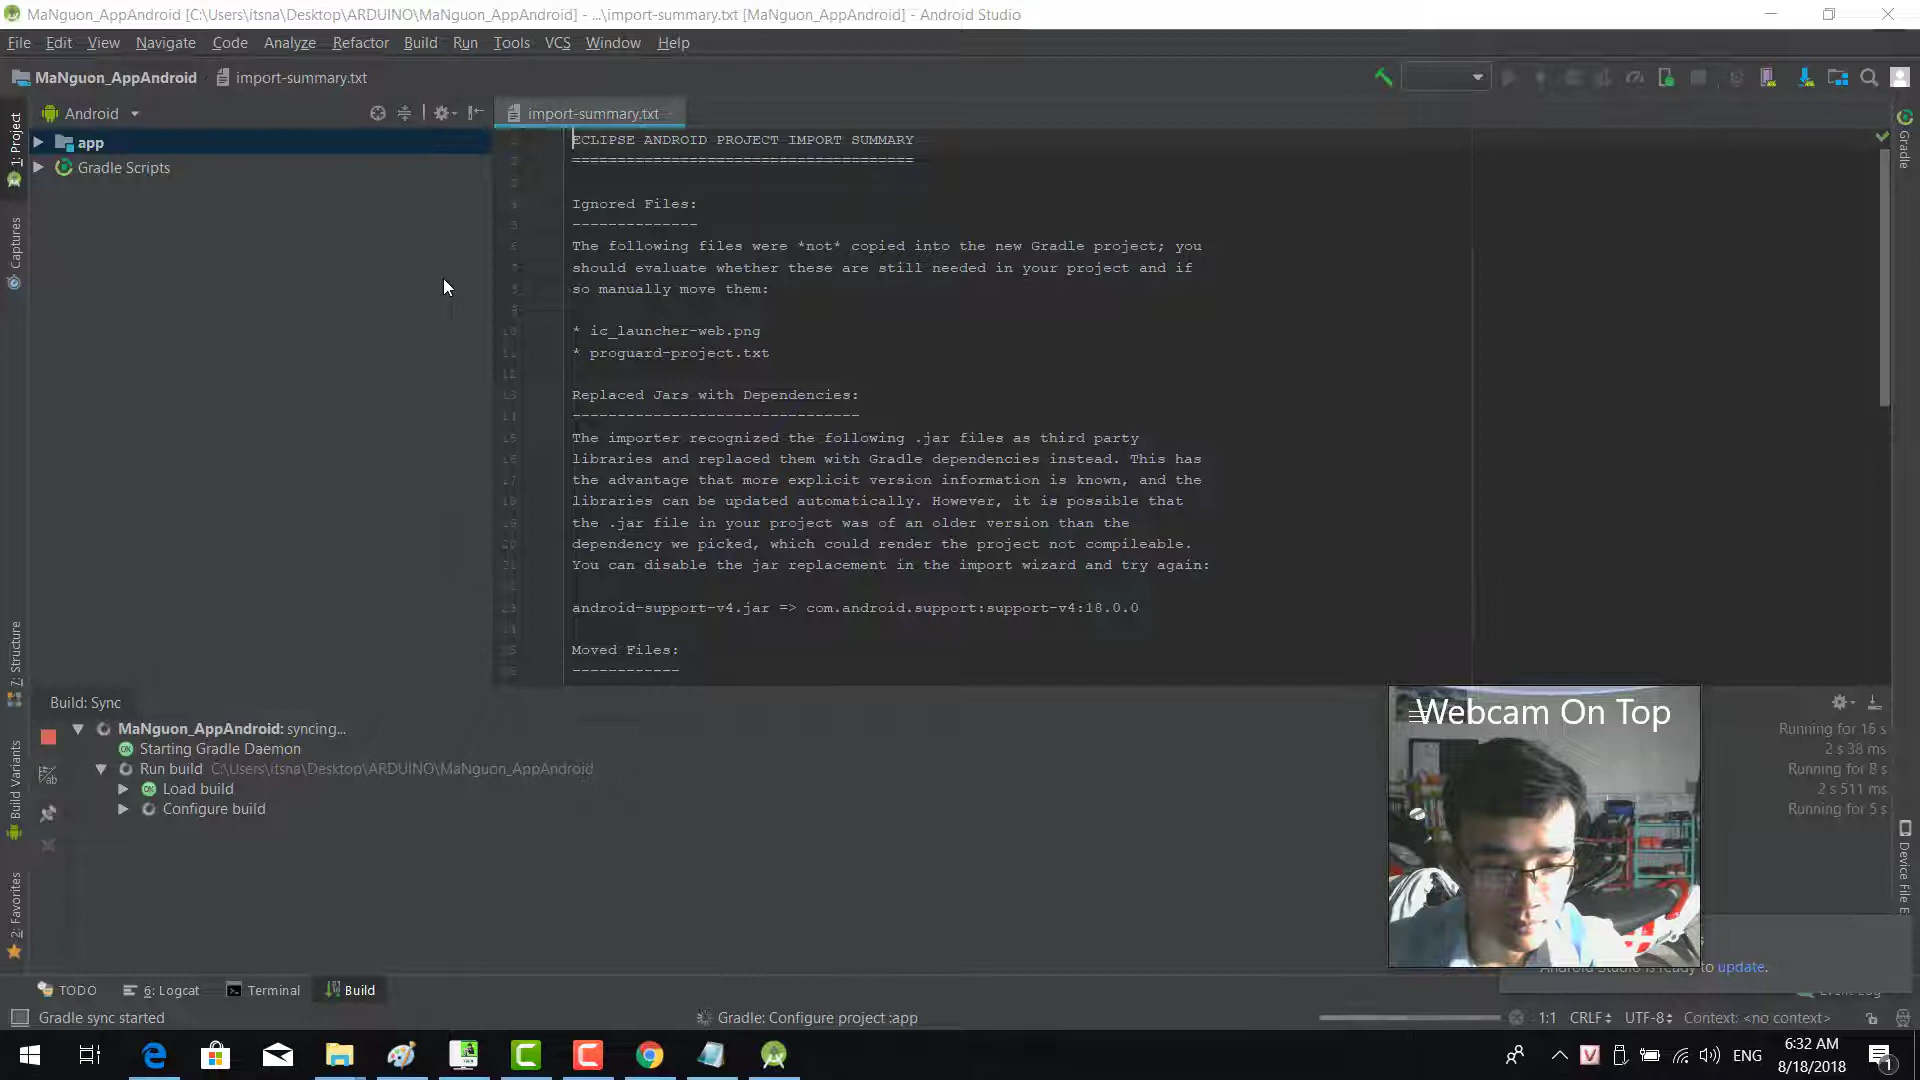 MaNguon_AppAndroid [C:\Users\itsna\Desktop\ARDUINO\MaNguon_AppAndroid] - ...\import-summary.txt [MaNguon_AppAndroid] - Android Studio
File Edit View Navigate Code Analyze Refactor Build Run Tools VCS Window Help
MaNguon_AppAndroid import-summary.txt
Android
import-summary.txt
1: Project
Captures
7: Structure
Build Variants
2: Favorites
Gradle
app
Gradle Scripts
ECLIPSE ANDROID PROJECT IMPORT SUMMARY
======================================
Ignored Files:
--------------
The following files were *not* copied into the new Gradle project; you
should evaluate whether these are still needed in your project and if
so manually move them:
* ic_launcher-web.png
* proguard-project.txt
Replaced Jars with Dependencies:
--------------------------------
The importer recognized the following .jar files as third party
libraries and replaced them with Gradle dependencies instead. This has
the advantage that more explicit version information is known, and the
libraries can be updated automatically. However, it is possible that
the .jar file in your project was of an older version than the
dependency we picked, which could render the project not compileable.
You can disable the jar replacement in the import wizard and try again:
android-support-v4.jar => com.android.support:support-v4:18.0.0
Moved Files:
------------
Build: Sync
MaNguon_AppAndroid: syncing...
Starting Gradle Daemon
Run build C:\Users\itsna\Desktop\ARDUINO\MaNguon_AppAndroid
Load build
Configure build
Running for 16 s
2 s 38 ms
Running for 8 s
2 s 511 ms
Running for 5 s
Webcam On Top
Device File E
Android Studio is ready to update.
TODO 6: Logcat Terminal Build
Event Log
Gradle sync started
Gradle: Configure project :app
1:1 CRLF UTF-8 Context: <no context>
ENG
6:32 AM
8/18/2018
1